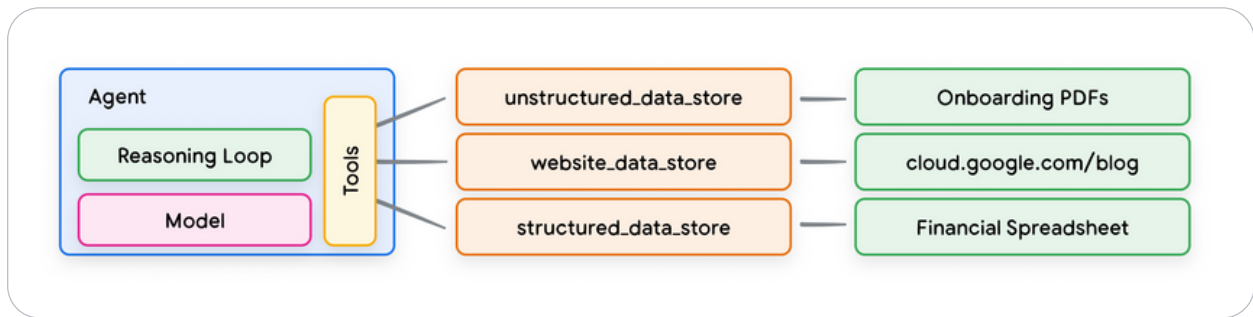 Agent
Reasoning Loop
Model
Tools
unstructured_data_store
website_data_store
structured_data_store
Onboarding PDFs
cloud.google.com/blog
Financial Spreadsheet